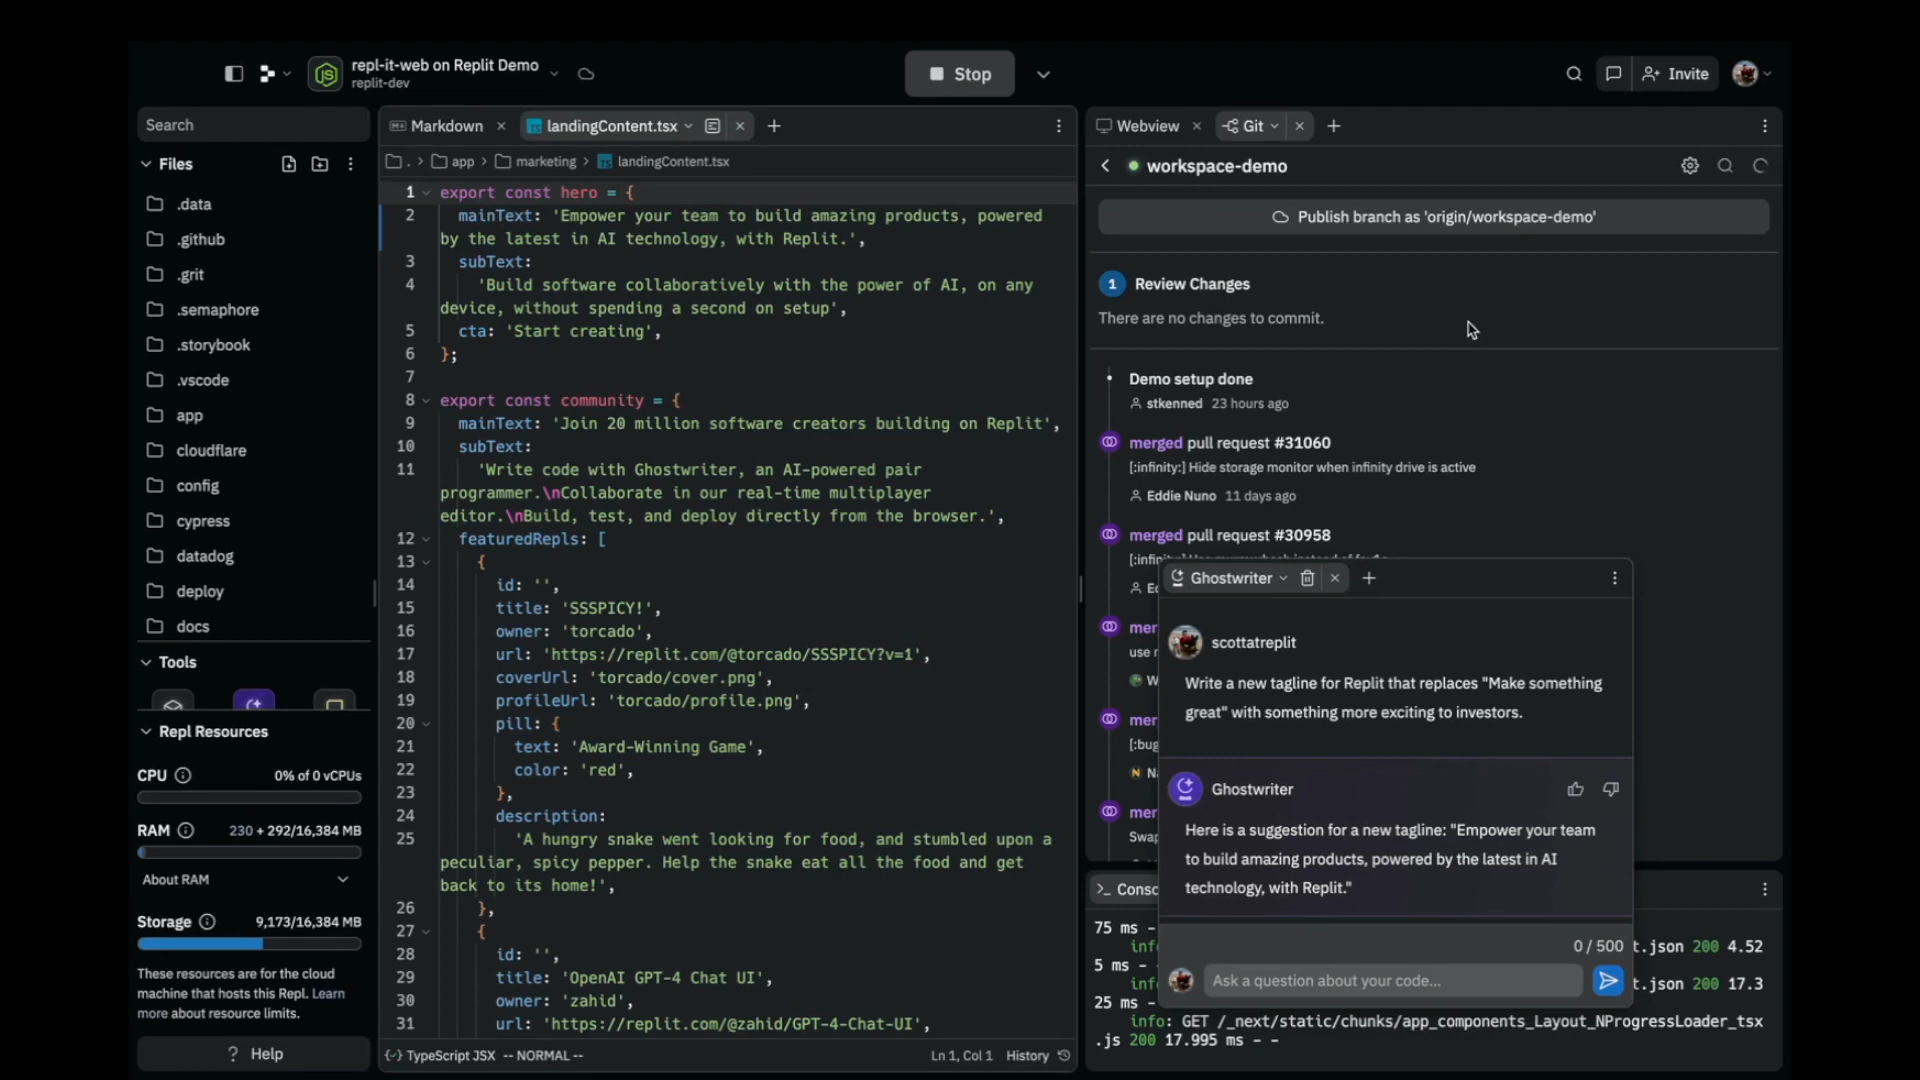 repl-it-web on Replit Demo
replit-dev
Stop
Invite
Search
Files
.data
.github
.grit
.semaphore
.storybook
.vscode
app
cloudflare
config
cypress
datadog
deploy
docs
Tools
Repl Resources
CPU 0% of 0 vCPUs
RAM 230 + 292/16,384 MB
About RAM
Storage 9,173/16,384 MB
These resources are for the cloud
machine that hosts this Repl. Learn
more about resource limits.
? Help
Markdown
landingContent.tsx
. > app > marketing > landingContent.tsx
1 export const hero = {
2 mainText: 'Empower your team to build amazing products, powered
by the latest in AI technology, with Replit.',
3 subText:
4 'Build software collaboratively with the power of AI, on any
device, without spending a second on setup',
5 cta: 'Start creating',
6 };
7
8 export const community = {
9 mainText: 'Join 20 million software creators building on Replit',
10 subText:
11 'Write code with Ghostwriter, an AI-powered pair
programmer.\nCollaborate in our real-time multiplayer
editor.\nBuild, test, and deploy directly from the browser.',
12 featuredRepls: [
13 {
14 id: '',
15 title: 'SSSPICY!',
16 owner: 'torcado',
17 url: 'https://replit.com/@torcado/SSSPICY?v=1',
18 coverUrl: 'torcado/cover.png',
19 profileUrl: 'torcado/profile.png',
20 pill: {
21 text: 'Award-Winning Game',
22 color: 'red',
23 },
24 description:
25 'A hungry snake went looking for food, and stumbled upon a
peculiar, spicy pepper. Help the snake eat all the food and get
back to its home!',
26 },
27 {
28 id: '',
29 title: 'OpenAI GPT-4 Chat UI',
30 owner: 'zahid',
31 url: 'https://replit.com/@zahid/GPT-4-Chat-UI',
TypeScript JSX -- NORMAL --
Ln 1, Col 1 History
Webview
Git
workspace-demo
Publish branch as 'origin/workspace-demo'
1 Review Changes
There are no changes to commit.
Demo setup done
stkenned 23 hours ago
merged pull request #31060
[:infinity:] Hide storage monitor when infinity drive is active
Eddie Nuno 11 days ago
merged pull request #30958
[:infinity:]
mer
use
mer
[:bug
mer
Swap
Ghostwriter
scottatreplit
Write a new tagline for Replit that replaces "Make something
great" with something more exciting to investors.
Ghostwriter
Here is a suggestion for a new tagline: "Empower your team
to build amazing products, powered by the latest in AI
technology, with Replit."
0 / 500
Ask a question about your code...
>_ Conso
75 ms -
inf t.json 200 4.52
5 ms -
inf t.json 200 17.3
25 ms -
info: GET /_next/static/chunks/app_components_Layout_NProgressLoader_tsx
.js 200 17.995 ms - -